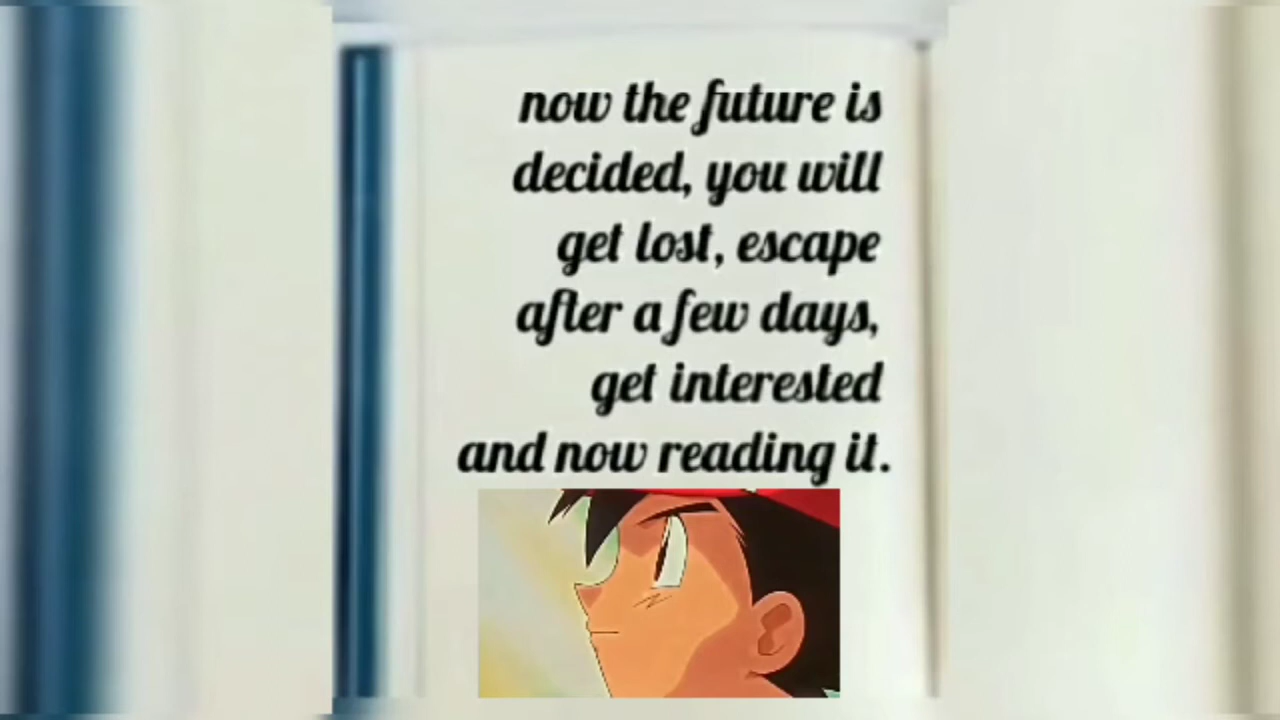 now the future is
decided, you will
get lost, escape
after a few days,
get interested
and now reading it.